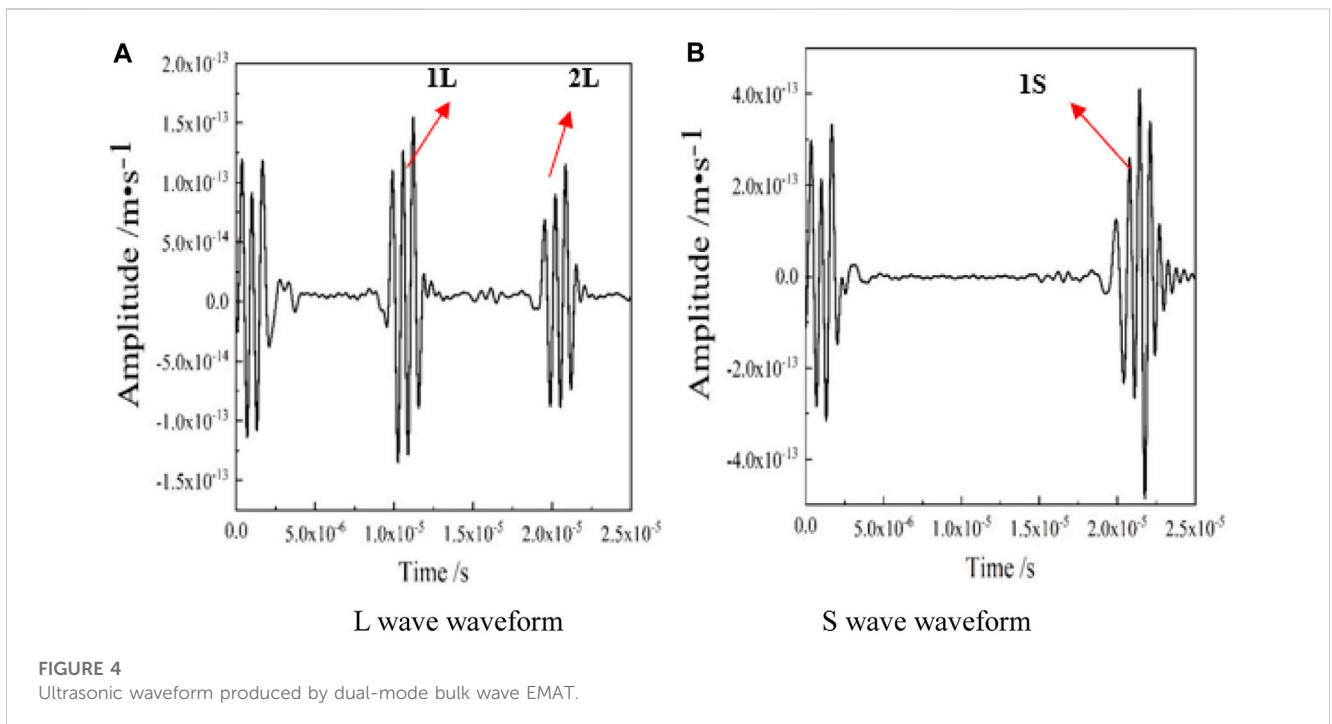 A
B
2.0x10⁻¹³
1.5x10⁻¹³
1.0x10⁻¹³
5.0x10⁻¹⁴
0.0
-5.0x10⁻¹⁴
-1.0x10⁻¹³
-1.5x10⁻¹³
Amplitude /m•s⁻¹
1L
2L
0.0 5.0x10⁻⁶ 1.0x10⁻⁵ 1.5x10⁻⁵ 2.0x10⁻⁵ 2.5x10⁻⁵
Time /s
L wave waveform
4.0x10⁻¹³
2.0x10⁻¹³
0.0
-2.0x10⁻¹³
-4.0x10⁻¹³
Amplitude /m•s⁻¹
1S
0.0 5.0x10⁻⁶ 1.0x10⁻⁵ 1.5x10⁻⁵ 2.0x10⁻⁵ 2.5x10⁻⁵
Time /s
S wave waveform
FIGURE 4
Ultrasonic waveform produced by dual-mode bulk wave EMAT.